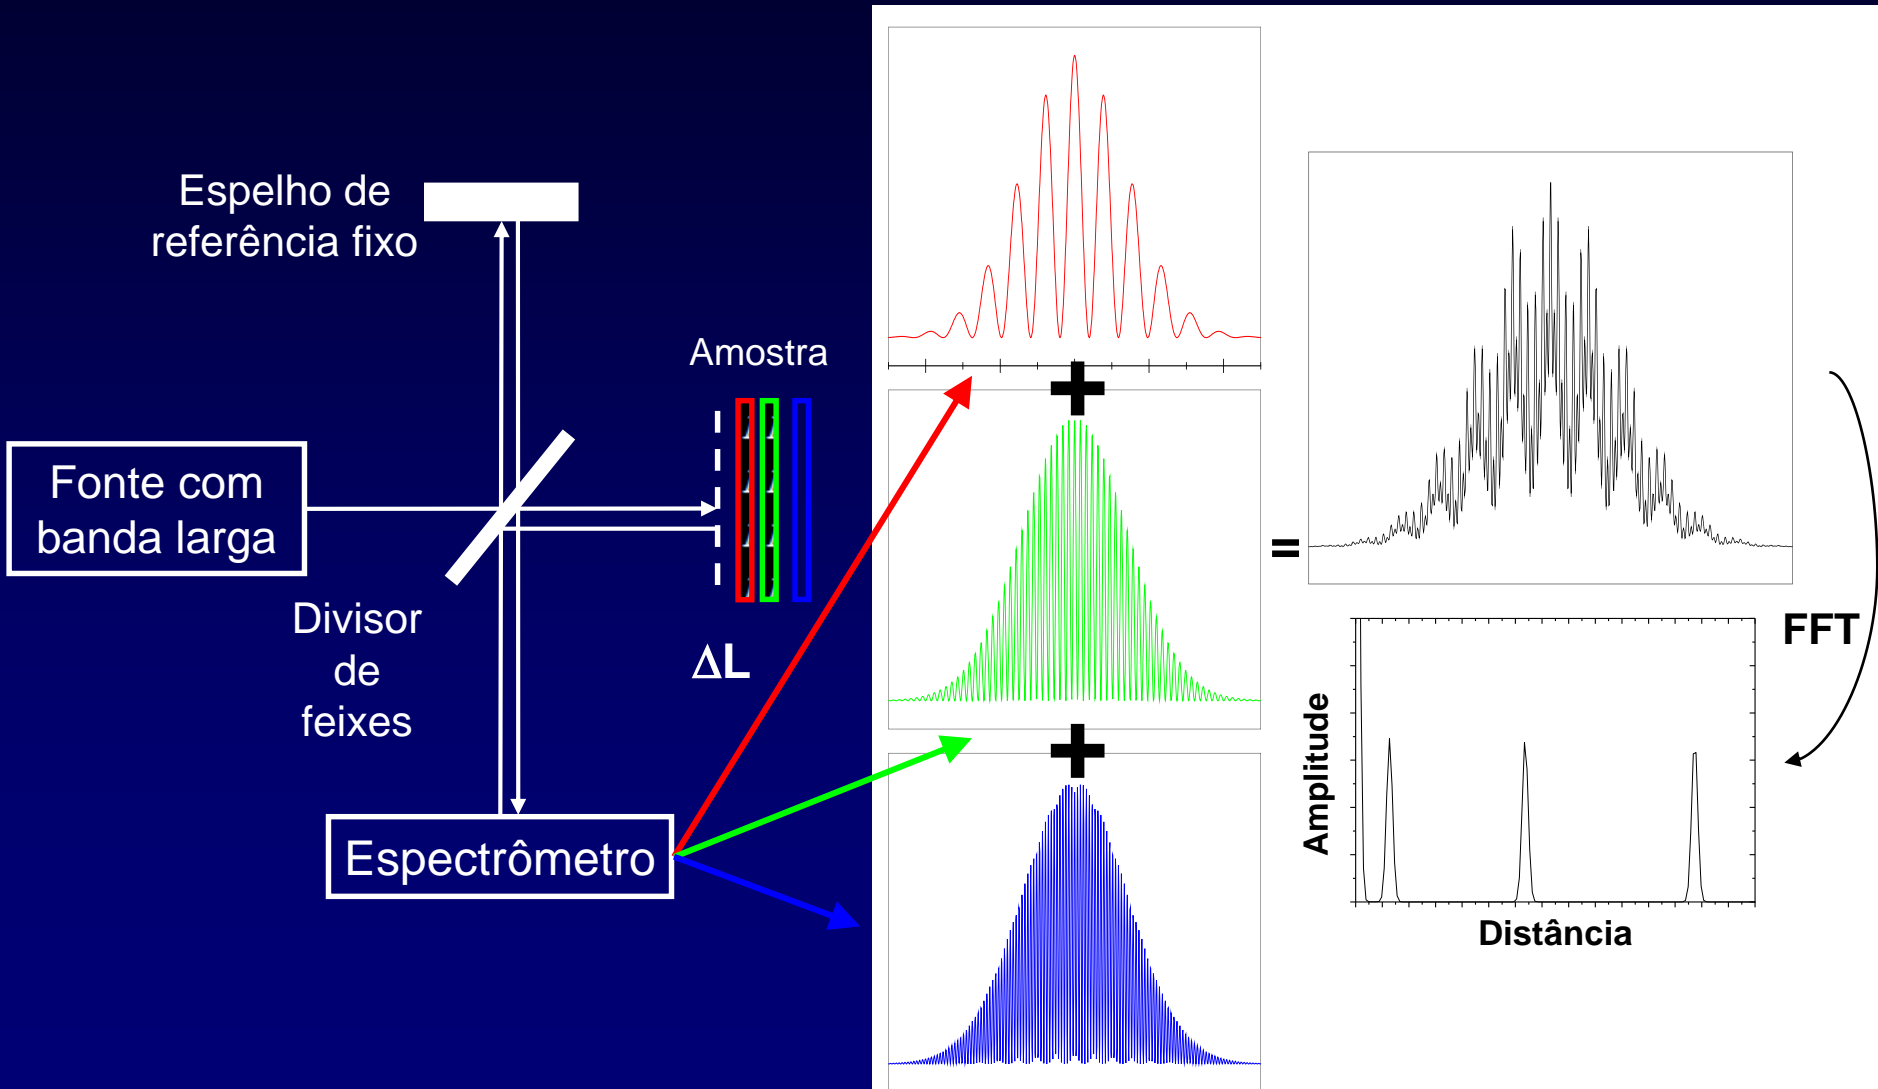 Espelho de
referência fixo
Amostra
Fonte com
banda larga
Divisor
de
feixes
ΔL
Espectrômetro
+
+
=
FFT
Amplitude
Distância